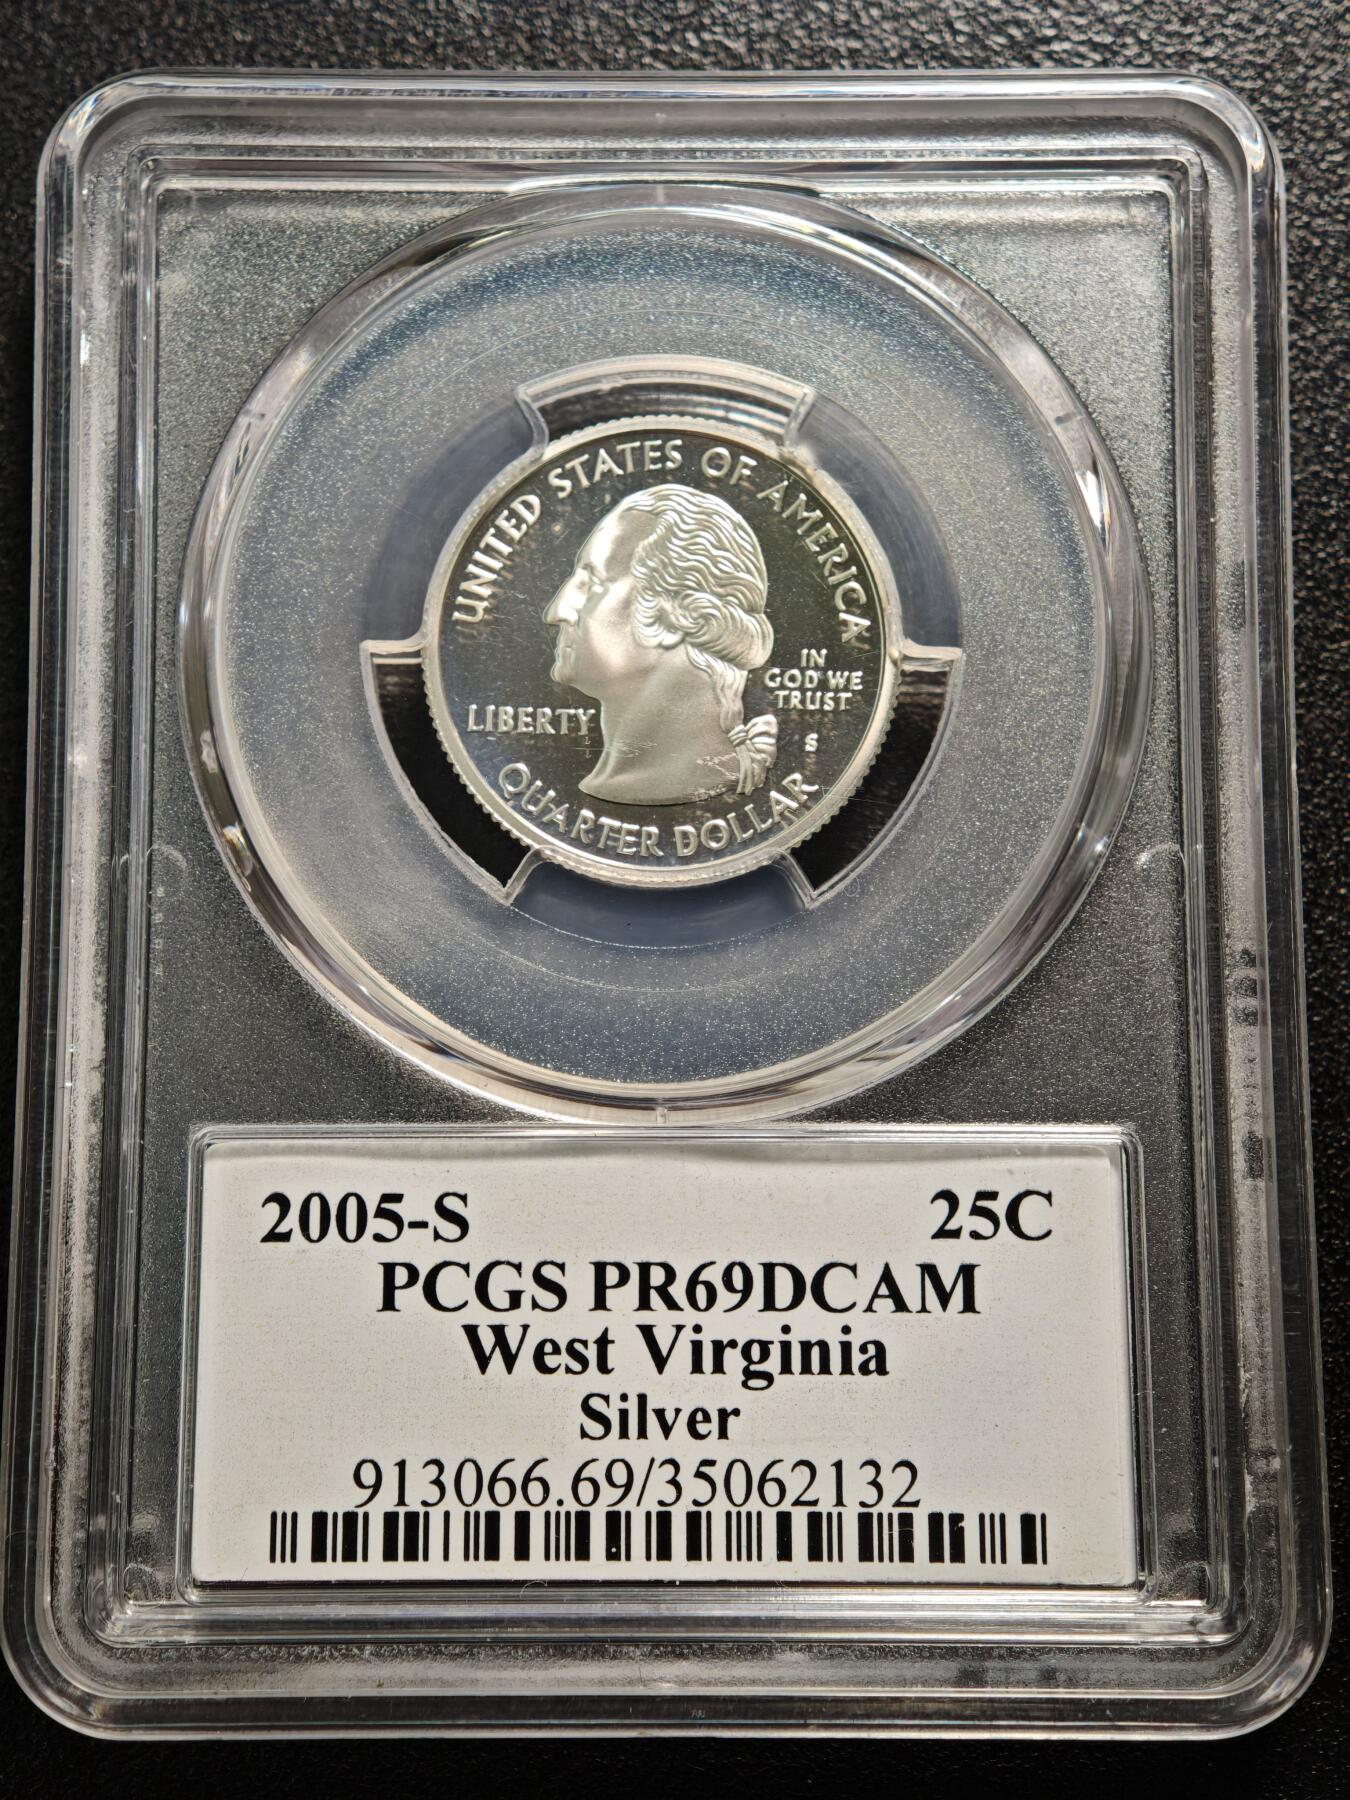 UNITED STATES OF AMERICA
IN
GOD WE
TRUST
LIBERTY
S
QUARTER DOLLAR
2005-S 25C
PCGS PR69DCAM
West Virginia
Silver
913066.69/35062132